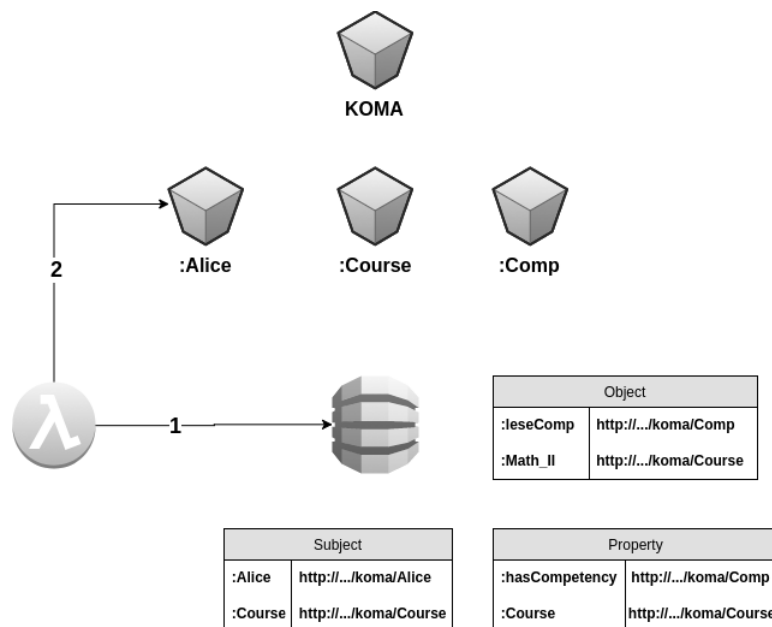 KOMA
:Alice :Course :Comp
2
λ
1
Object
:leseComp http://.../koma/Comp
:Math_II http://.../koma/Course
Subject
:Alice http://.../koma/Alice
:Course http://.../koma/Course
Property
:hasCompetency http://.../koma/Comp
:Course http://.../koma/Course